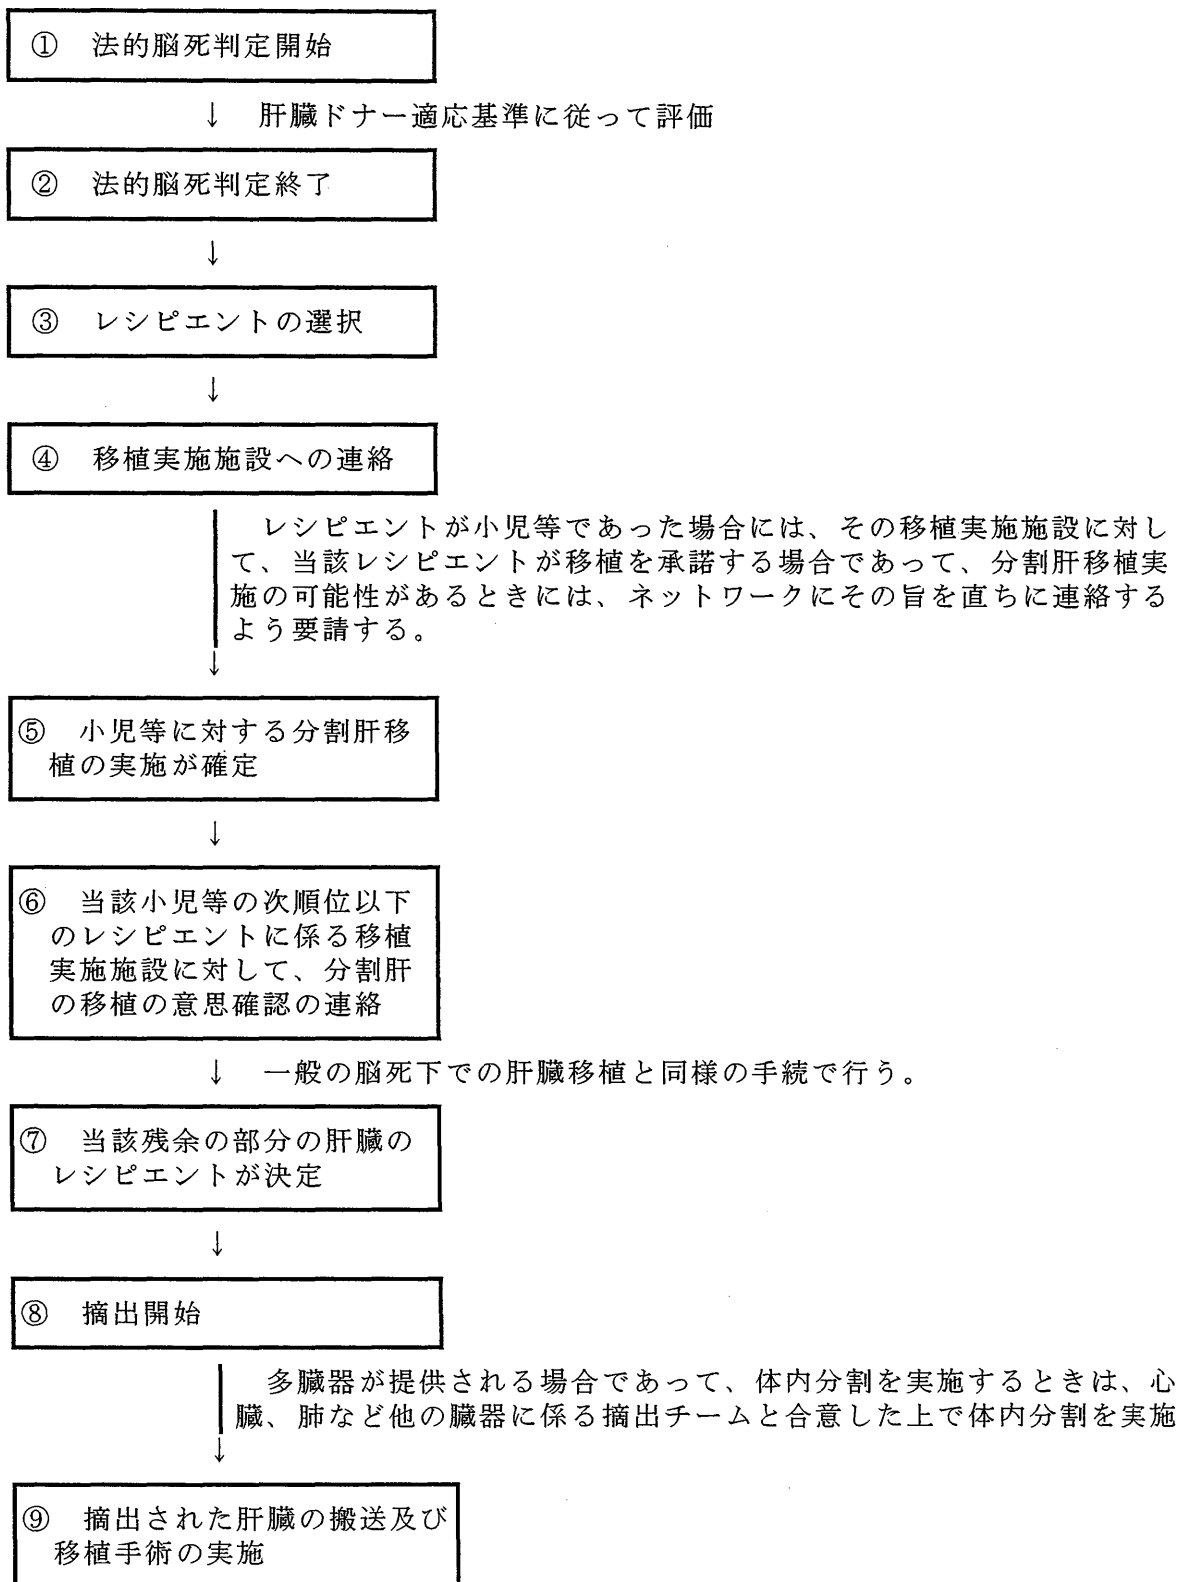 ① 法的脳死判定開始
↓ 肝臓ドナー適応基準に従って評価
② 法的脳死判定終了
↓
③ レシピエントの選択
↓
④ 移植実施施設への連絡
レシピエントが小児等であった場合には、その移植実施施設に対し
て、当該レシピエントが移植を承諾する場合であって、分割肝移植実
施の可能性があるときには、ネットワークにその旨を直ちに連絡する
よう要請する。
↓
⑤ 小児等に対する分割肝移
植の実施が確定
↓
⑥ 当該小児等の次順位以下
のレシピエントに係る移植
実施施設に対して、分割肝
の移植の意思確認の連絡
↓ 一般の脳死下での肝臓移植と同様の手続で行う。
⑦ 当該残余の部分の肝臓の
レシピエントが決定
↓
⑧ 摘出開始
多臓器が提供される場合であって、体内分割を実施するときは、心
臓、肺など他の臓器に係る摘出チームと合意した上で体内分割を実施
↓
⑨ 摘出された肝臓の搬送及び
移植手術の実施